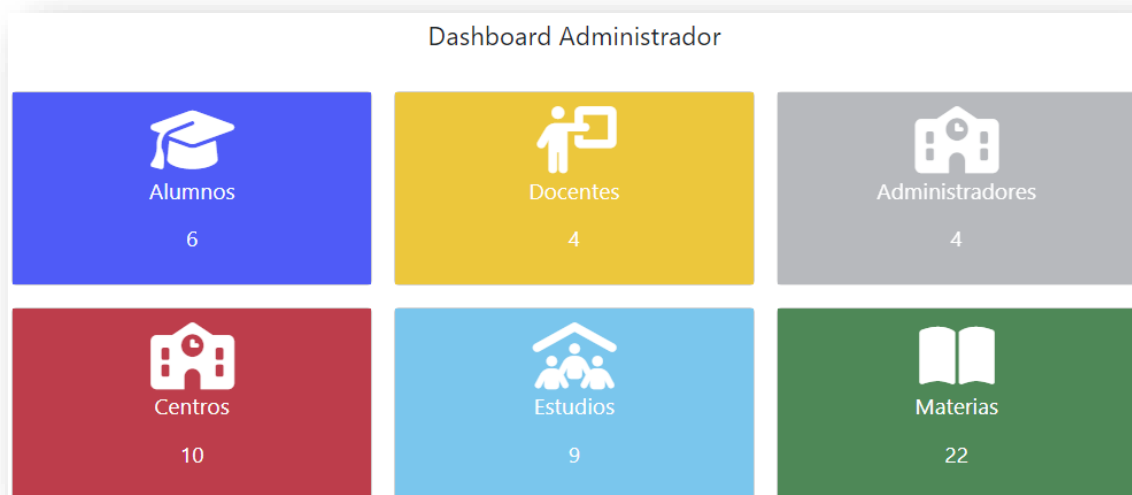 Dashboard Administrador
Alumnos
6
Docentes
4
Administradores
4
Centros
10
Estudios
9
Materias
22